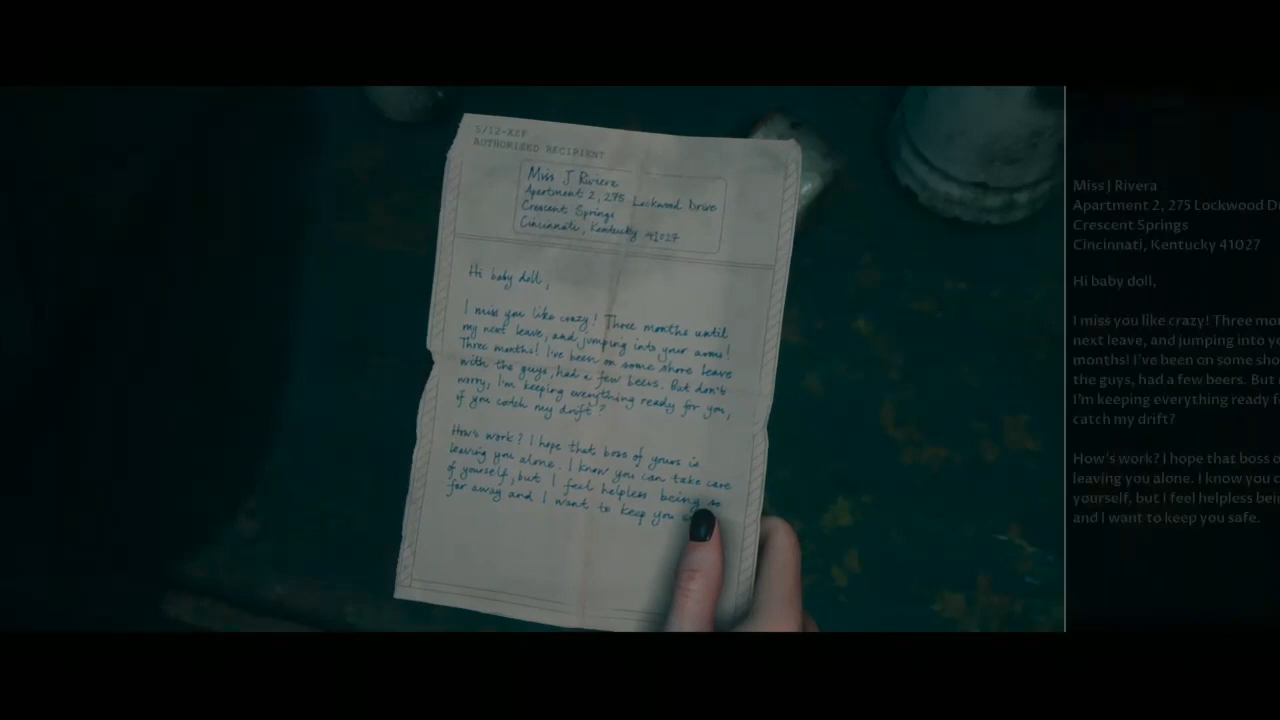 5/12-XEF
AUTHORISED RECIPIENT
Miss J Rivera
Apartment 2, 275 Lockwood Drive
Crescent Springs
Cincinnati, Kentucky 41027
Hi baby doll,
I miss you like crazy! Three months until
my next leave, and jumping into your arms!
Three months! I've been on some shore leave
with the guys, had a few beers. But don't
worry, I'm keeping everything ready for you,
if you catch my drift?
How's work? I hope that boss of yours is
leaving you alone. I know you can take care
of yourself, but I feel helpless being so
far away and I want to keep you
Miss J Rivera
Apartment 2, 275 Lockwood D
Crescent Springs
Cincinnati, Kentucky 41027
Hi baby doll,
I miss you like crazy! Three mo
next leave, and jumping into y
months! I've been on some sho
the guys, had a few beers. But
I'm keeping everything ready f
catch my drift?
How's work? I hope that boss o
leaving you alone. I know you c
yourself, but I feel helpless bei
and I want to keep you safe.